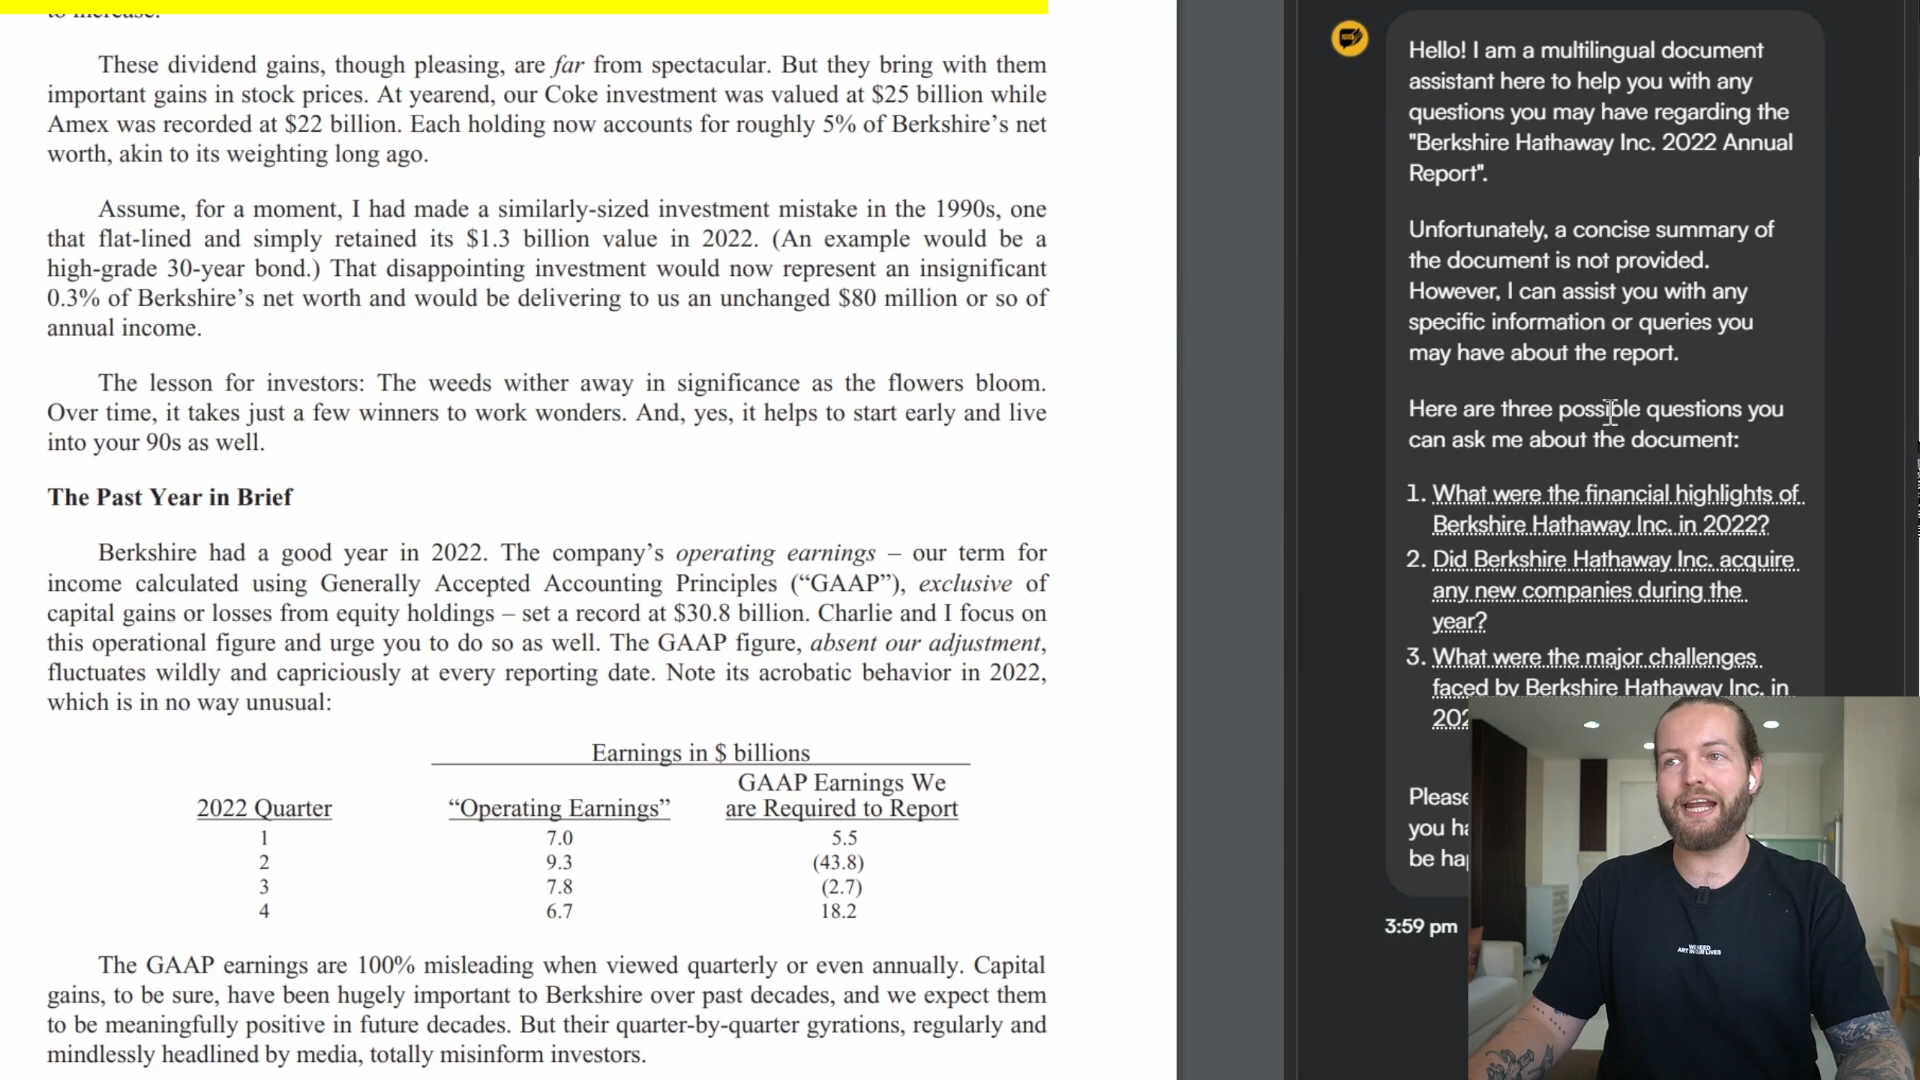 to increase.
These dividend gains, though pleasing, are far from spectacular. But they bring with them
important gains in stock prices. At yearend, our Coke investment was valued at $25 billion while
Amex was recorded at $22 billion. Each holding now accounts for roughly 5% of Berkshire’s net
worth, akin to its weighting long ago.
Assume, for a moment, I had made a similarly-sized investment mistake in the 1990s, one
that flat-lined and simply retained its $1.3 billion value in 2022. (An example would be a
high-grade 30-year bond.) That disappointing investment would now represent an insignificant
0.3% of Berkshire’s net worth and would be delivering to us an unchanged $80 million or so of
annual income.
The lesson for investors: The weeds wither away in significance as the flowers bloom.
Over time, it takes just a few winners to work wonders. And, yes, it helps to start early and live
into your 90s as well.
The Past Year in Brief
Berkshire had a good year in 2022. The company’s operating earnings – our term for
income calculated using Generally Accepted Accounting Principles (“GAAP”), exclusive of
capital gains or losses from equity holdings – set a record at $30.8 billion. Charlie and I focus on
this operational figure and urge you to do so as well. The GAAP figure, absent our adjustment,
fluctuates wildly and capriciously at every reporting date. Note its acrobatic behavior in 2022,
which is in no way unusual:
Earnings in $ billions
GAAP Earnings We
2022 Quarter “Operating Earnings” are Required to Report
1 7.0 5.5
2 9.3 (43.8)
3 7.8 (2.7)
4 6.7 18.2
The GAAP earnings are 100% misleading when viewed quarterly or even annually. Capital
gains, to be sure, have been hugely important to Berkshire over past decades, and we expect them
to be meaningfully positive in future decades. But their quarter-by-quarter gyrations, regularly and
mindlessly headlined by media, totally misinform investors.
Hello! I am a multilingual document
assistant here to help you with any
questions you may have regarding the
"Berkshire Hathaway Inc. 2022 Annual
Report".
Unfortunately, a concise summary of
the document is not provided.
However, I can assist you with any
specific information or queries you
may have about the report.
Here are three possible questions you
can ask me about the document:
1. What were the financial highlights of
Berkshire Hathaway Inc. in 2022?
2. Did Berkshire Hathaway Inc. acquire
any new companies during the
year?
3. What were the major challenges
faced by Berkshire Hathaway Inc. in
202
Please
you ha
be hap
3:59 pm
WE NEED
ART IN OUR LIVES